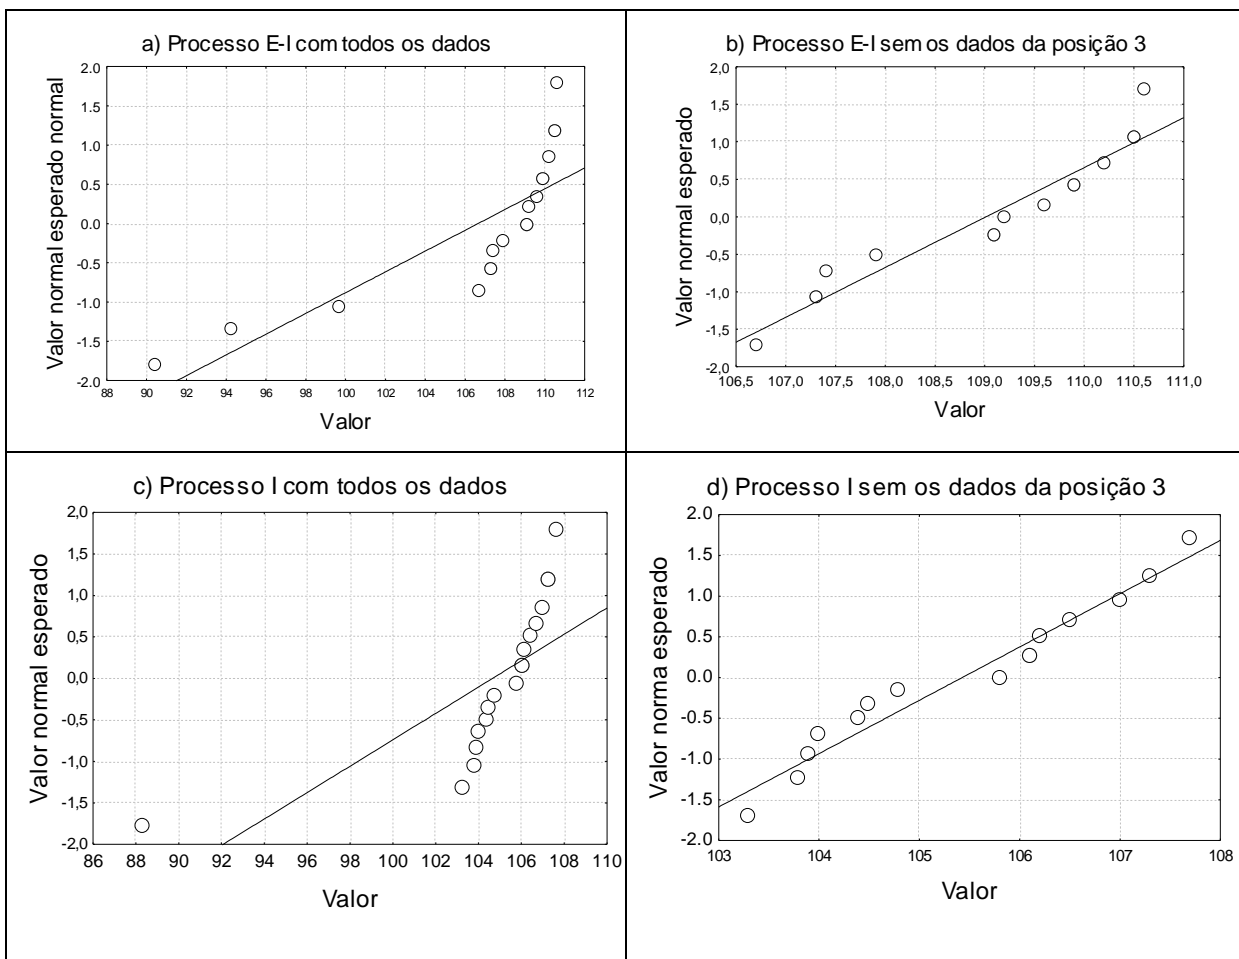 a) Processo E-I com todos os dados
Valor normal esperado normal
2.0
1.5
1.0
0.5
0.0
-0.5
-1.0
-1.5
-2.0
88 90 92 94 96 98 100 102 104 106 108 110 112
Valor
b) Processo E-I sem os dados da posição 3
Valor normal esperado
2,0
1,5
1,0
0,5
0,0
-0,5
-1,0
-1,5
-2,0
106,5 107,0 107,5 108,0 108,5 109,0 109,5 110,0 110,5 111,0
Valor
c) Processo I com todos os dados
Valor normal esperado
2,0
1,5
1,0
0,5
0,0
-0,5
-1,0
-1,5
-2,0
86 88 90 92 94 96 98 100 102 104 106 108 110
Valor
d) Processo I sem os dados da posição 3
Valor norma esperado
2.0
1.5
1.0
0.5
0.0
-0.5
-1.0
-1.5
-2.0
103 104 105 106 107 108
Valor